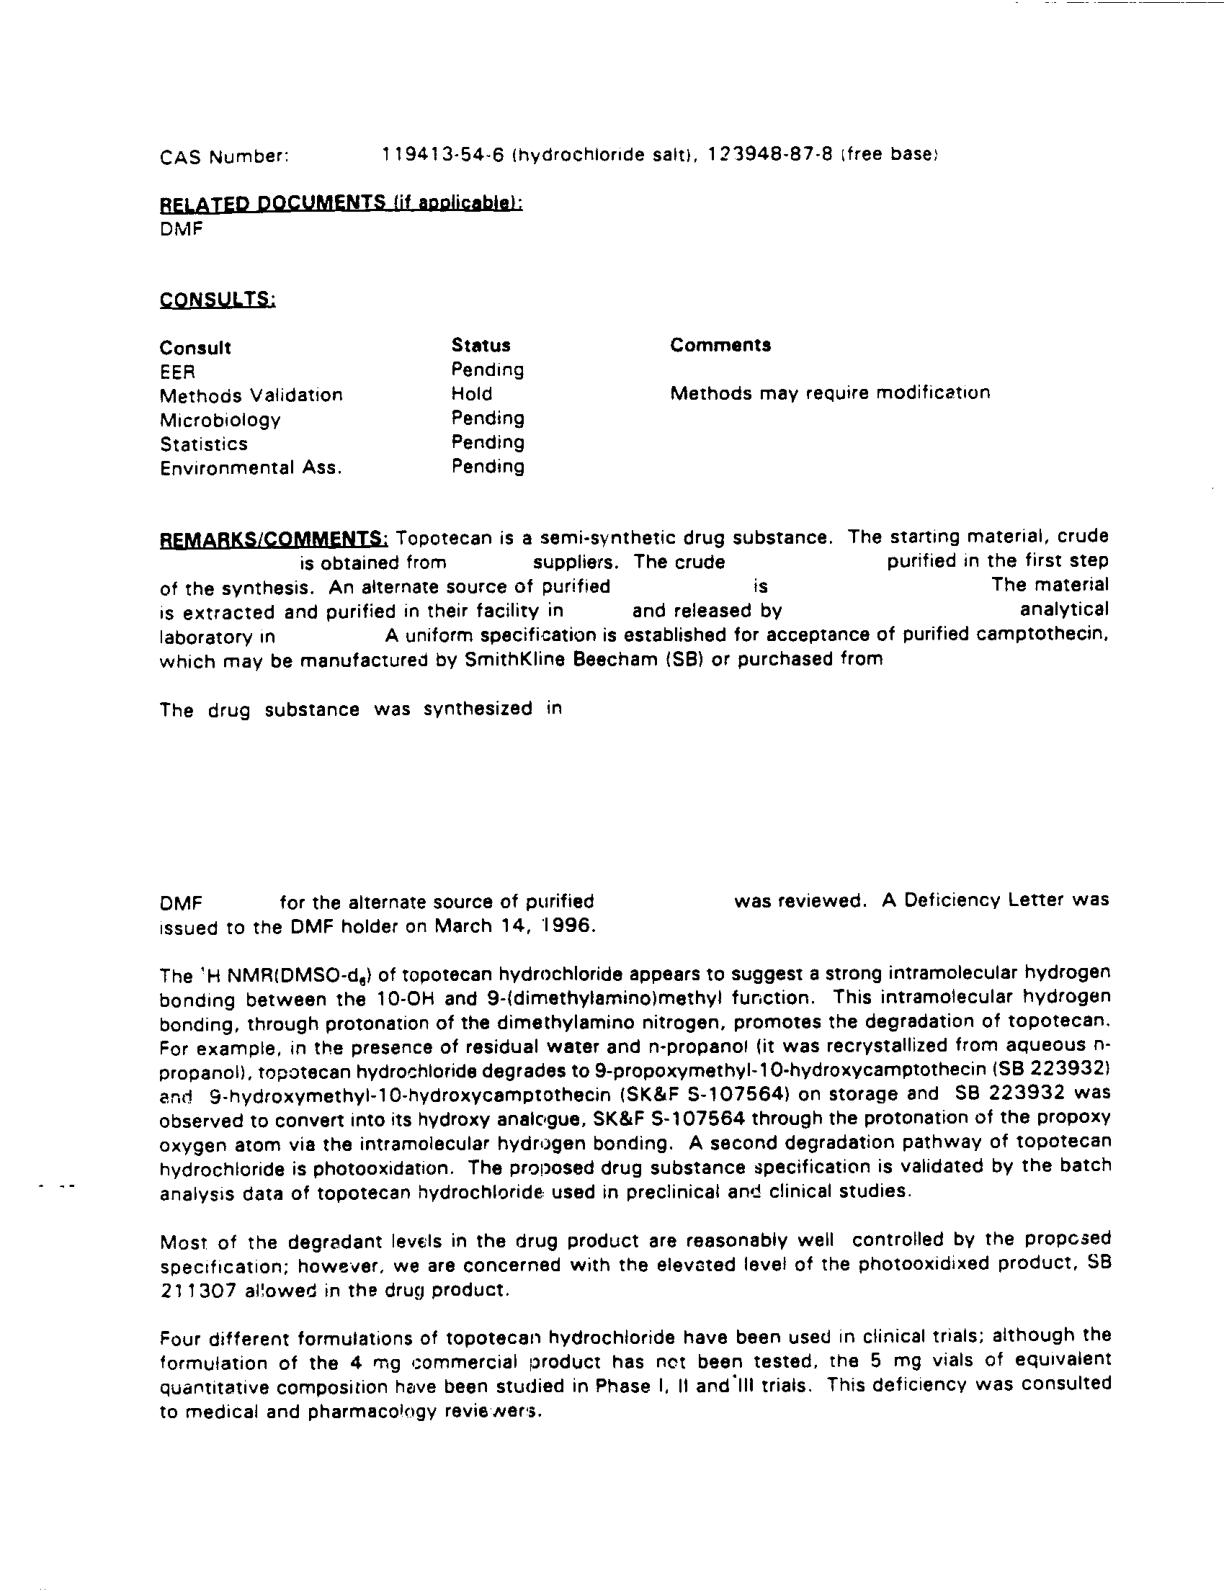 CAS Number: 119413-54-6 (hydrochloride salt), 123948-87-8 (free base)
RELATED DOCUMENTS (if applicable):
DMF
CONSULTS:
Consult Status Comments
EER Pending
Methods Validation Hold Methods may require modification
Microbiology Pending
Statistics Pending
Environmental Ass. Pending
REMARKS/COMMENTS: Topotecan is a semi-synthetic drug substance. The starting material, crude
is obtained from suppliers. The crude purified in the first step
of the synthesis. An alternate source of purified is The material
is extracted and purified in their facility in and released by analytical
laboratory in A uniform specification is established for acceptance of purified camptothecin,
which may be manufactured by SmithKline Beecham (SB) or purchased from
The drug substance was synthesized in
DMF for the alternate source of purified was reviewed. A Deficiency Letter was
issued to the DMF holder on March 14, 1996.
The ¹H NMR(DMSO-d₆) of topotecan hydrochloride appears to suggest a strong intramolecular hydrogen
bonding between the 10-OH and 9-(dimethylamino)methyl function. This intramolecular hydrogen
bonding, through protonation of the dimethylamino nitrogen, promotes the degradation of topotecan.
For example, in the presence of residual water and n-propanol (it was recrystallized from aqueous n-
propanol), topotecan hydrochloride degrades to 9-propoxymethyl-10-hydroxycamptothecin (SB 223932)
and 9-hydroxymethyl-10-hydroxycamptothecin (SK&F S-107564) on storage and SB 223932 was
observed to convert into its hydroxy analogue, SK&F S-107564 through the protonation of the propoxy
oxygen atom via the intramolecular hydrogen bonding. A second degradation pathway of topotecan
hydrochloride is photooxidation. The proposed drug substance specification is validated by the batch
analysis data of topotecan hydrochloride used in preclinical and clinical studies.
Most of the degradant levels in the drug product are reasonably well controlled by the proposed
specification; however, we are concerned with the elevated level of the photooxidixed product, SB
211307 allowed in the drug product.
Four different formulations of topotecan hydrochloride have been used in clinical trials; although the
formulation of the 4 mg commercial product has not been tested, the 5 mg vials of equivalent
quantitative composition have been studied in Phase I, II and III trials. This deficiency was consulted
to medical and pharmacology reviewers.